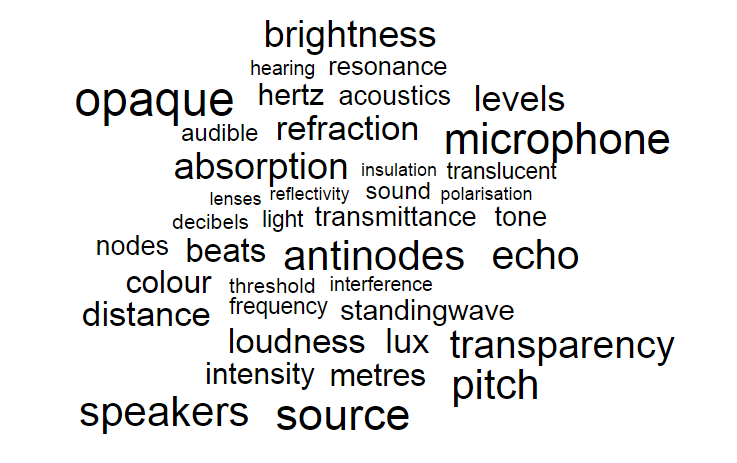 brightness
hearing resonance
opaque hertz acoustics levels
audible refraction microphone
absorption insulation translucent
lenses reflectivity sound polarisation
decibels light transmittance tone
nodes beats antinodes echo
colour threshold interference
distance frequency standingwave
loudness lux transparency
intensity metres pitch
speakers source